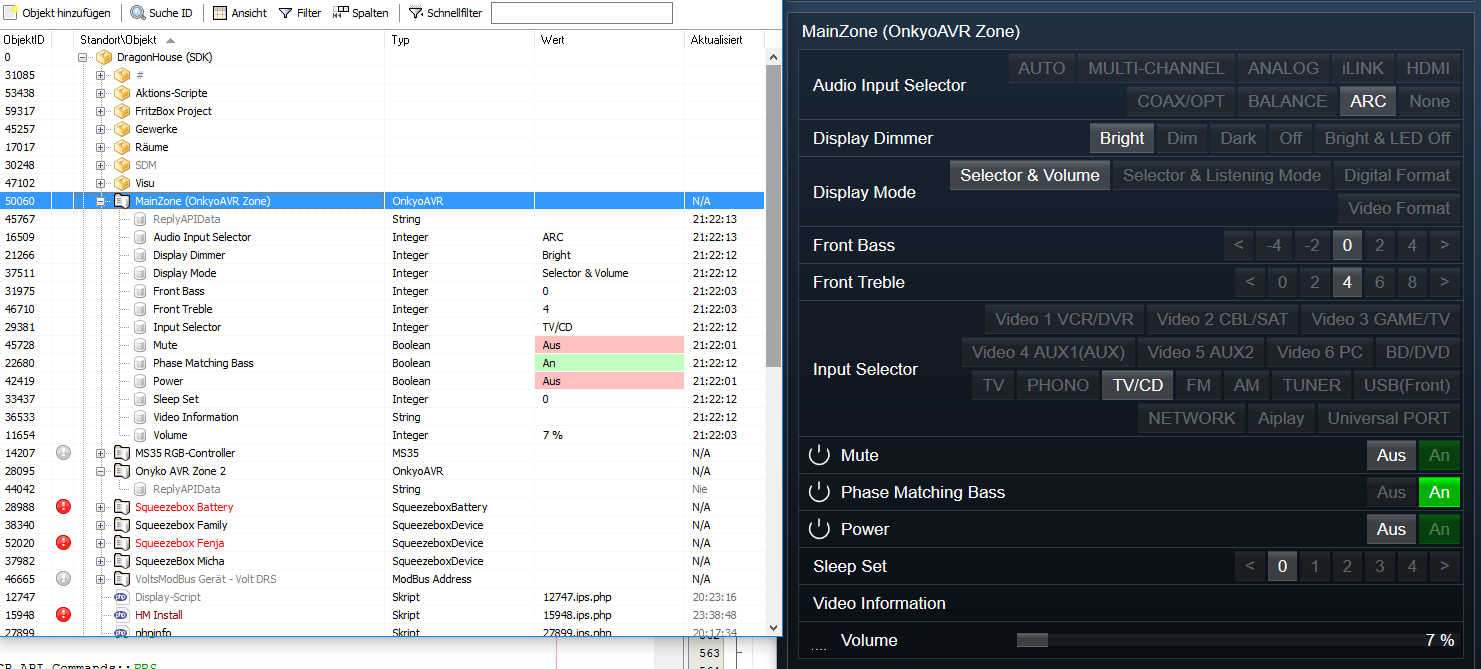 Objekt hinzufügen Suche ID Ansicht Filter Spalten Schnellfilter
ObjektID Standort\Objekt Typ Wert Aktualisiert
0 DragonHouse (SDK)
31085 #
53438 Aktions-Scripte
59317 FritzBox Project
45257 Gewerke
17017 Räume
30248 SDM
47102 Visu
50060 MainZone (OnkyoAVR Zone) OnkyoAVR N/A
45767 ReplyAPIData String 21:22:13
16509 Audio Input Selector Integer ARC 21:22:13
21266 Display Dimmer Integer Bright 21:22:12
37511 Display Mode Integer Selector & Volume 21:22:12
31975 Front Bass Integer 0 21:22:03
46710 Front Treble Integer 4 21:22:03
29381 Input Selector Integer TV/CD 21:22:12
45728 Mute Boolean Aus 21:22:01
22680 Phase Matching Bass Boolean An 21:22:12
42419 Power Boolean Aus 21:22:01
33437 Sleep Set Integer 0 21:22:12
36533 Video Information String 21:22:12
11654 Volume Integer 7 % 21:22:03
14207 MS35 RGB-Controller MS35 N/A
28095 Onyko AVR Zone 2 OnkyoAVR N/A
44042 ReplyAPIData String Nie
28988 Squeezebox Battery SqueezeboxBattery N/A
38340 Squeezebox Family SqueezeboxDevice N/A
52020 Squeezebox Fenja SqueezeboxDevice N/A
37982 SqueezeBox Micha SqueezeboxDevice N/A
46665 VoltsModBus Gerät - Volt DRS ModBus Address N/A
12747 Display-Script Skript 12747.ips.php 20:23:16
15948 HM Install Skript 15948.ips.php 23:38:48
27899 phpinfo Skript 27899.ips.php 20:17:34
563
CP API Commands::PRS
MainZone (OnkyoAVR Zone)
Audio Input Selector AUTO MULTI-CHANNEL ANALOG iLINK HDMI
COAX/OPT BALANCE ARC None
Display Dimmer Bright Dim Dark Off Bright & LED Off
Display Mode Selector & Volume Selector & Listening Mode Digital Format
Video Format
Front Bass < -4 -2 0 2 4 >
Front Treble < 0 2 4 6 8 >
Input Selector Video 1 VCR/DVR Video 2 CBL/SAT Video 3 GAME/TV
Video 4 AUX1(AUX) Video 5 AUX2 Video 6 PC BD/DVD
TV PHONO TV/CD FM AM TUNER USB(Front)
NETWORK Aiplay Universal PORT
Mute Aus An
Phase Matching Bass Aus An
Power Aus An
Sleep Set < 0 1 2 3 4 >
Video Information
.... Volume 7 %